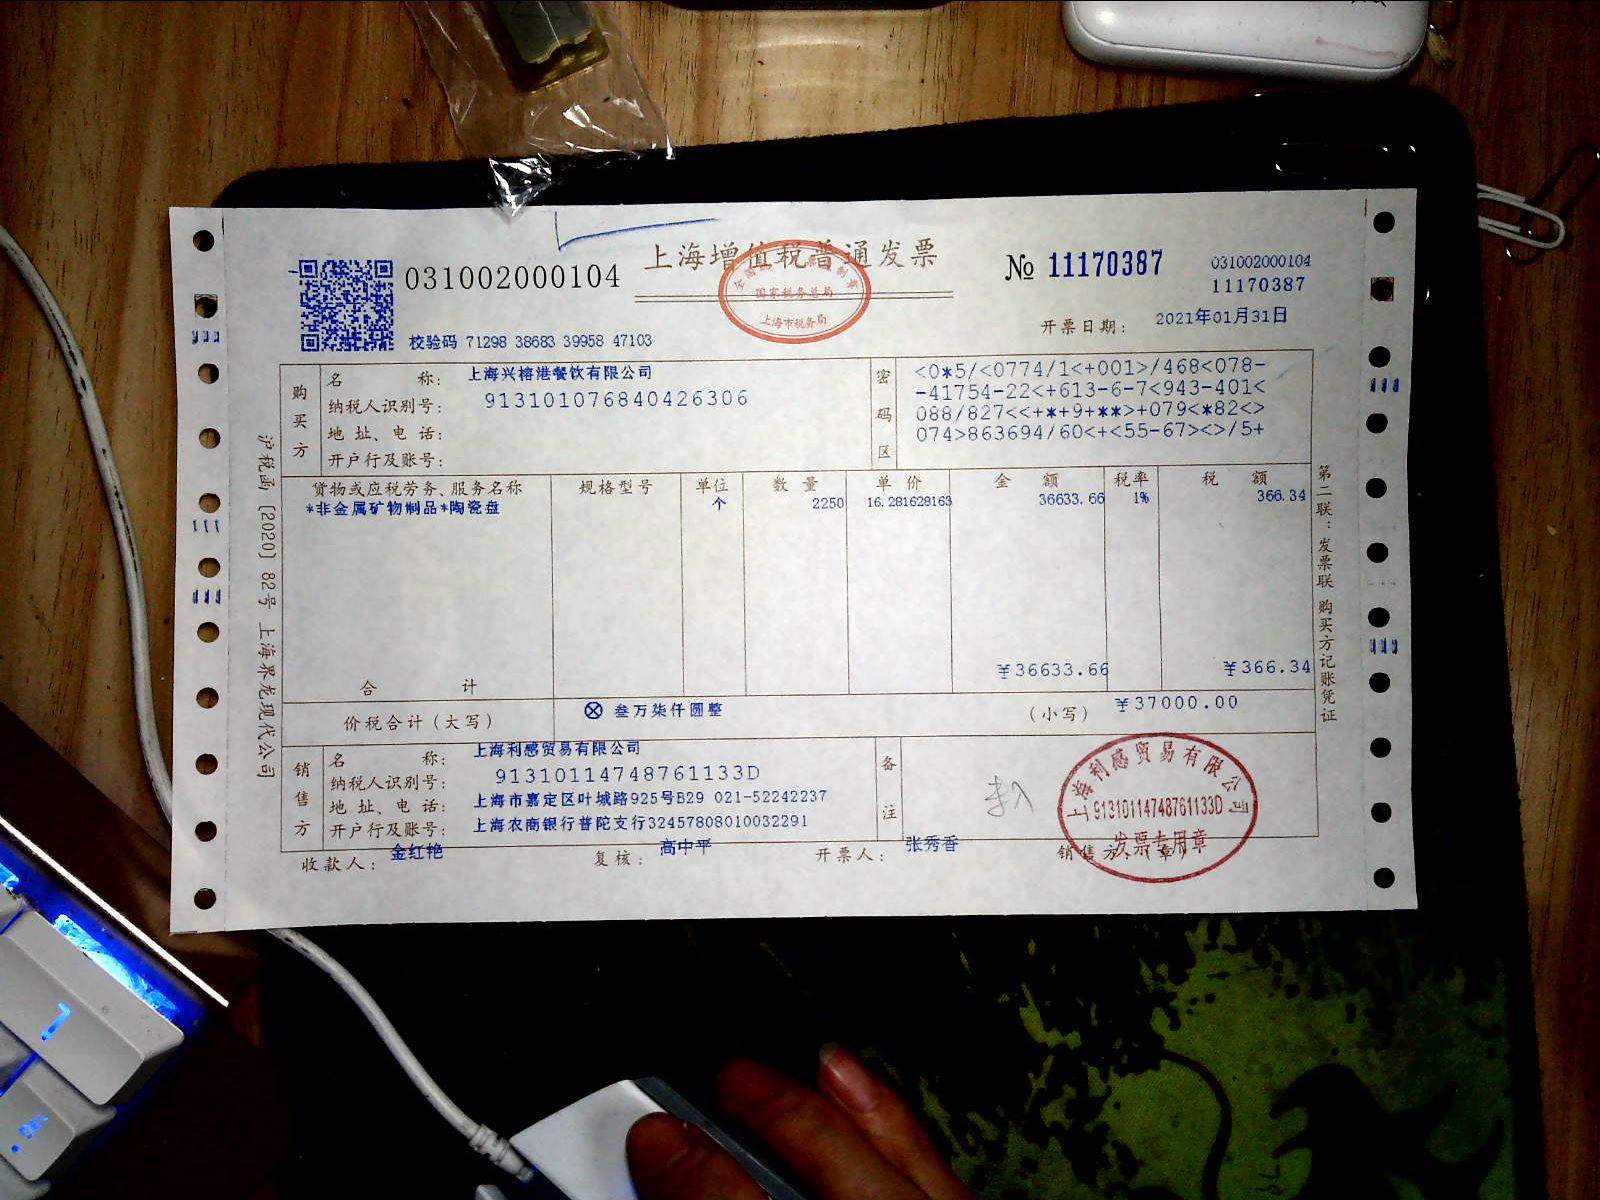 上海增值税普通发票
031002000104
№ 11170387
031002000104
11170387
国家税务总局
上海市税务局
开票日期: 2021年01月31日
校验码 71298 38683 39958 47103
购买方
名 称: 上海兴榕港餐饮有限公司
纳税人识别号: 913101076840426306
地址、电话:
开户行及账号:
密码区
<0*5/<0774/1<+001>/468<078-
-41754-22<+613-6-7<943-401<
088/827<<+*+9+**>+079<*82<>
074>863694/60<+<55-67><>/5+
货物或应税劳务、服务名称 规格型号 单位 数量 单价 金额 税率 税额
*非金属矿物制品*陶瓷盘 个 2250 16.281628163 36633.66 1% 366.34
合计 ¥36633.66 ¥366.34
价税合计(大写) ⊗ 叁万柒仟圆整 (小写) ¥37000.00
销售方
名 称: 上海利感贸易有限公司
纳税人识别号: 91310114748761133D
地址、电话: 上海市嘉定区叶城路925号B29 021-52242237
开户行及账号: 上海农商银行普陀支行32457808010032291
备注
上海利感贸易有限公司
91310114748761133D
发票专用章
收款人: 金红艳 复核: 高中平 开票人: 张秀香 销售方:(章)
沪税函[2020]82号 上海界龙现代公司
第二联:发票联 购买方记账凭证